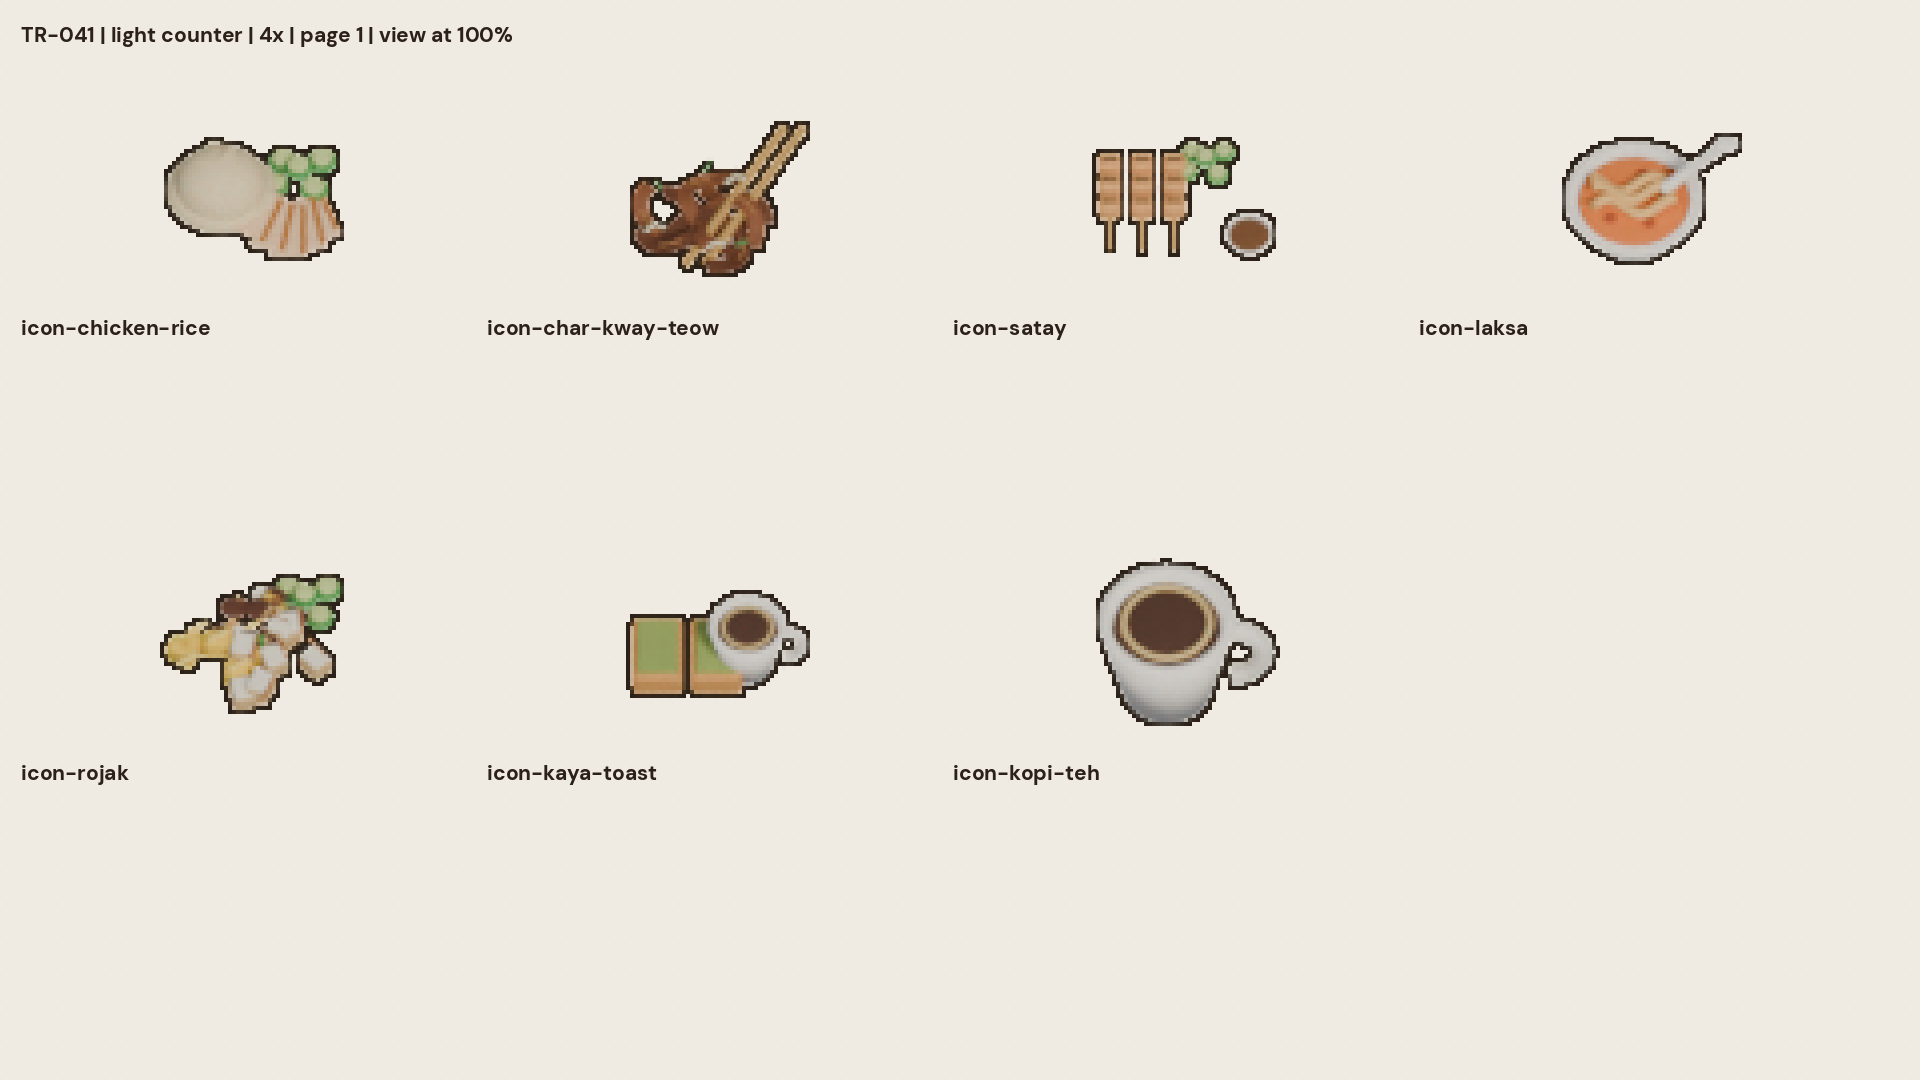 TR-041 | light counter | 4x | page 1 | view at 100%
icon-chicken-rice
icon-char-kway-teow
icon-satay
icon-laksa
icon-rojak
icon-kaya-toast
icon-kopi-teh